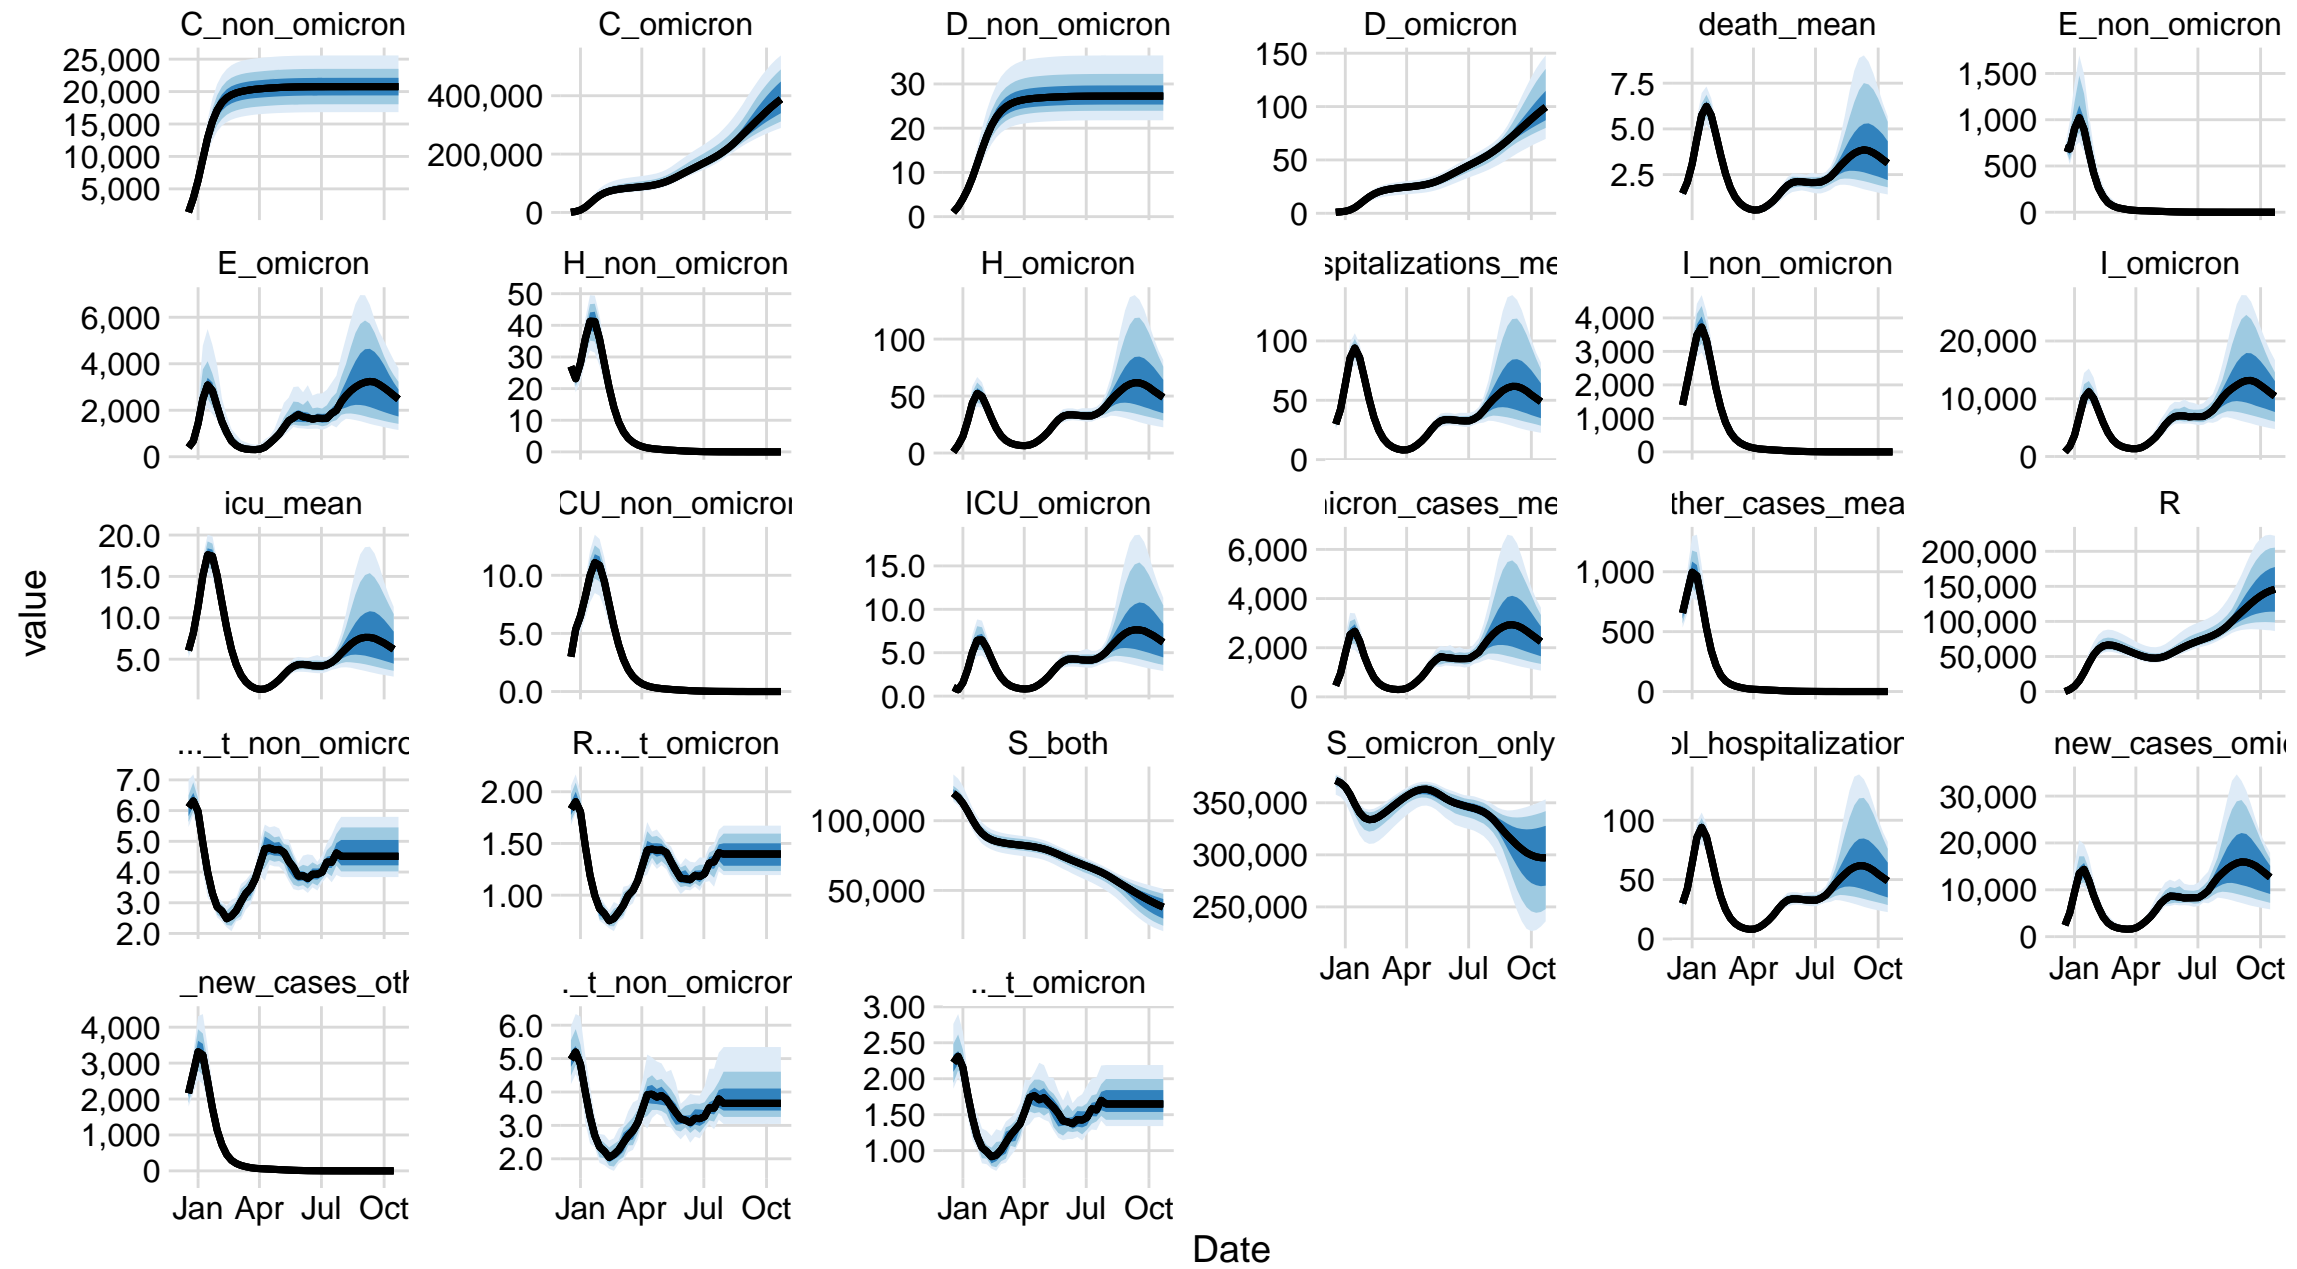 C_non_omicron C_omicron D_non_omicron D_omicron death_mean E_non_omicron
25,000 20,000 15,000 10,000 5,000
400,000 200,000 0
30 20 10 0
150 100 50 0
7.5 5.0 2.5
1,500 1,000 500 0
E_omicron H_non_omicron H_omicron spitalizations_me I_non_omicron I_omicron
6,000 4,000 2,000 0
50 40 30 20 10 0
100 50 0
100 50 0
4,000 3,000 2,000 1,000 0
20,000 10,000 0
icu_mean CU_non_omicron ICU_omicron icron_cases_me ther_cases_mea R
20.0 15.0 10.0 5.0
10.0 5.0 0.0
15.0 10.0 5.0 0.0
6,000 4,000 2,000 0
1,000 500 0
200,000 150,000 100,000 50,000 0
..._t_non_omicro R..._t_omicron S_both S_omicron_only ol_hospitalization new_cases_omi
7.0 6.0 5.0 4.0 3.0 2.0
2.00 1.50 1.00
100,000 50,000
350,000 300,000 250,000
100 50 0
30,000 20,000 10,000 0
Jan Apr Jul Oct Jan Apr Jul Oct Jan Apr Jul Oct
_new_cases_oth ._t_non_omicron .._t_omicron
4,000 3,000 2,000 1,000 0
6.0 5.0 4.0 3.0 2.0
3.00 2.50 2.00 1.50 1.00
Jan Apr Jul Oct Jan Apr Jul Oct Jan Apr Jul Oct
value
Date